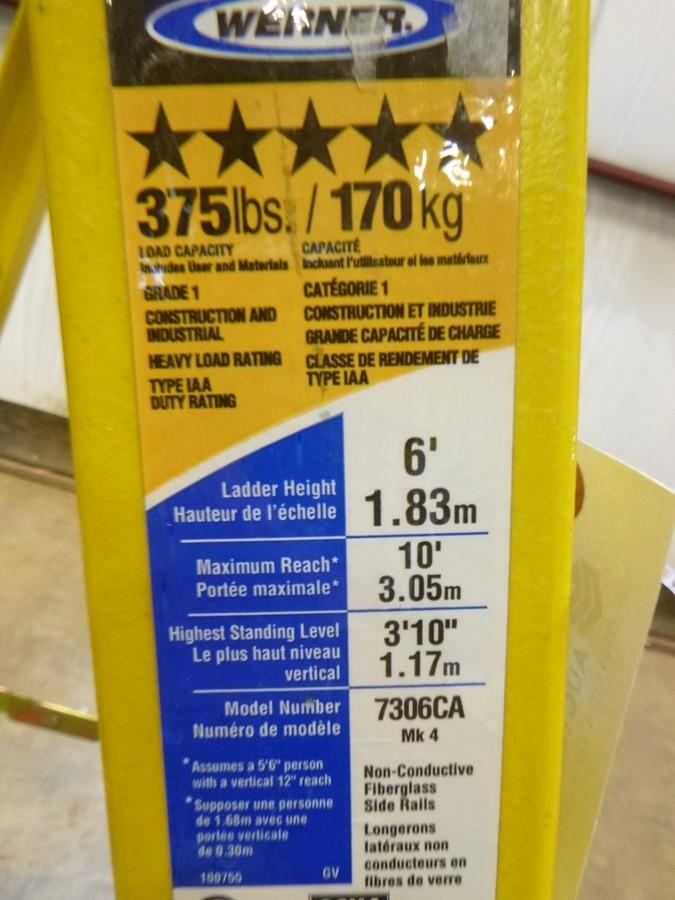 WERNER.
375lbs. / 170 kg
LOAD CAPACITY
Includes User and Materials
CAPACITÉ
Incluant l'utilisateur et les matériaux
GRADE 1
CONSTRUCTION AND
INDUSTRIAL
HEAVY LOAD RATING
TYPE IAA
DUTY RATING
CATÉGORIE 1
CONSTRUCTION ET INDUSTRIE
GRANDE CAPACITÉ DE CHARGE
CLASSE DE RENDEMENT DE
TYPE IAA
Ladder Height
Hauteur de l'échelle
6'
1.83m
Maximum Reach*
Portée maximale*
10'
3.05m
Highest Standing Level
Le plus haut niveau
vertical
3'10"
1.17m
Model Number
Numéro de modèle
7306CA
Mk 4
*Assumes a 5'6" person
with a vertical 12" reach
*Supposer une personne
de 1.68m avec une
portée verticale
de 0.30m
109755 GV
Non-Conductive
Fiberglass
Side Rails
Longerons
latéraux non
conducteurs en
fibres de verre